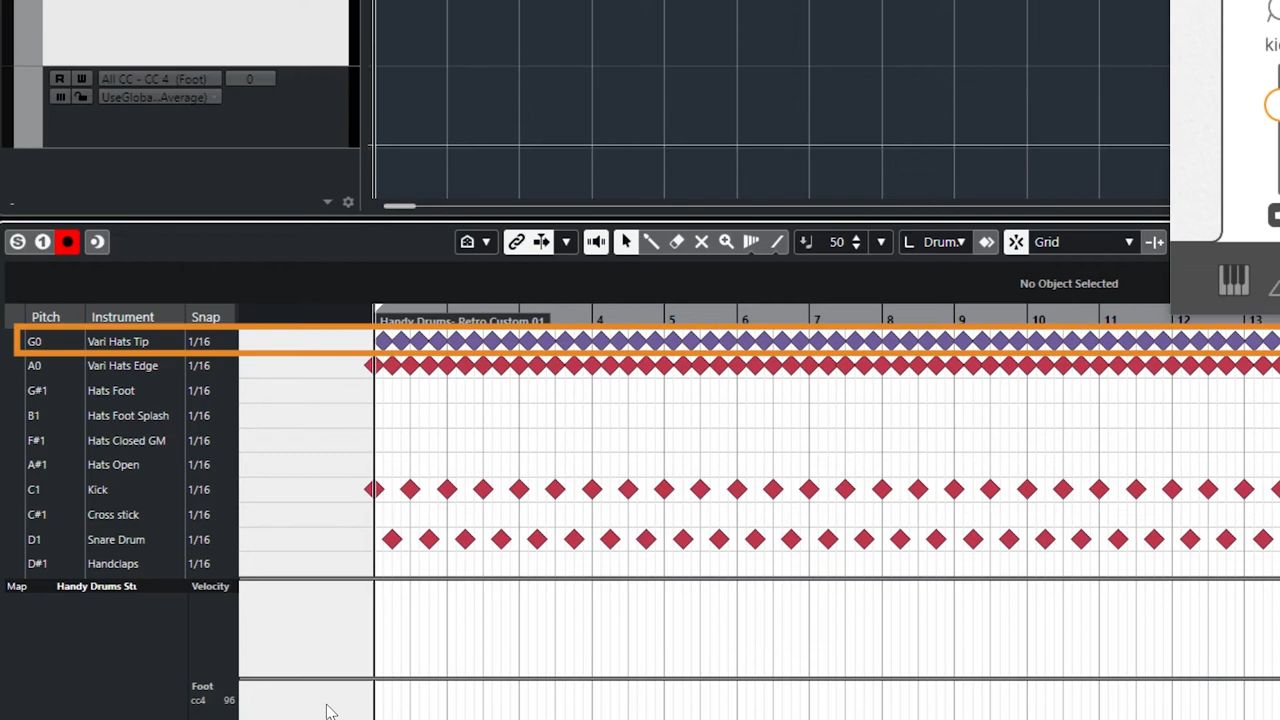 R W All CC - CC 4 (Foot) 0
UseGloba...Average)
-
S 1 50 Drum. Grid
No Object Selected
Pitch Instrument Snap Handy Drums- Retro Custom 01 4 5 6 7 8 9 10 11 12 13
G0 Vari Hats Tip 1/16
A0 Vari Hats Edge 1/16
G#1 Hats Foot 1/16
B1 Hats Foot Splash 1/16
F#1 Hats Closed GM 1/16
A#1 Hats Open 1/16
C1 Kick 1/16
C#1 Cross stick 1/16
D1 Snare Drum 1/16
D#1 Handclaps 1/16
Map Handy Drums Stu Velocity
Foot
cc4 96